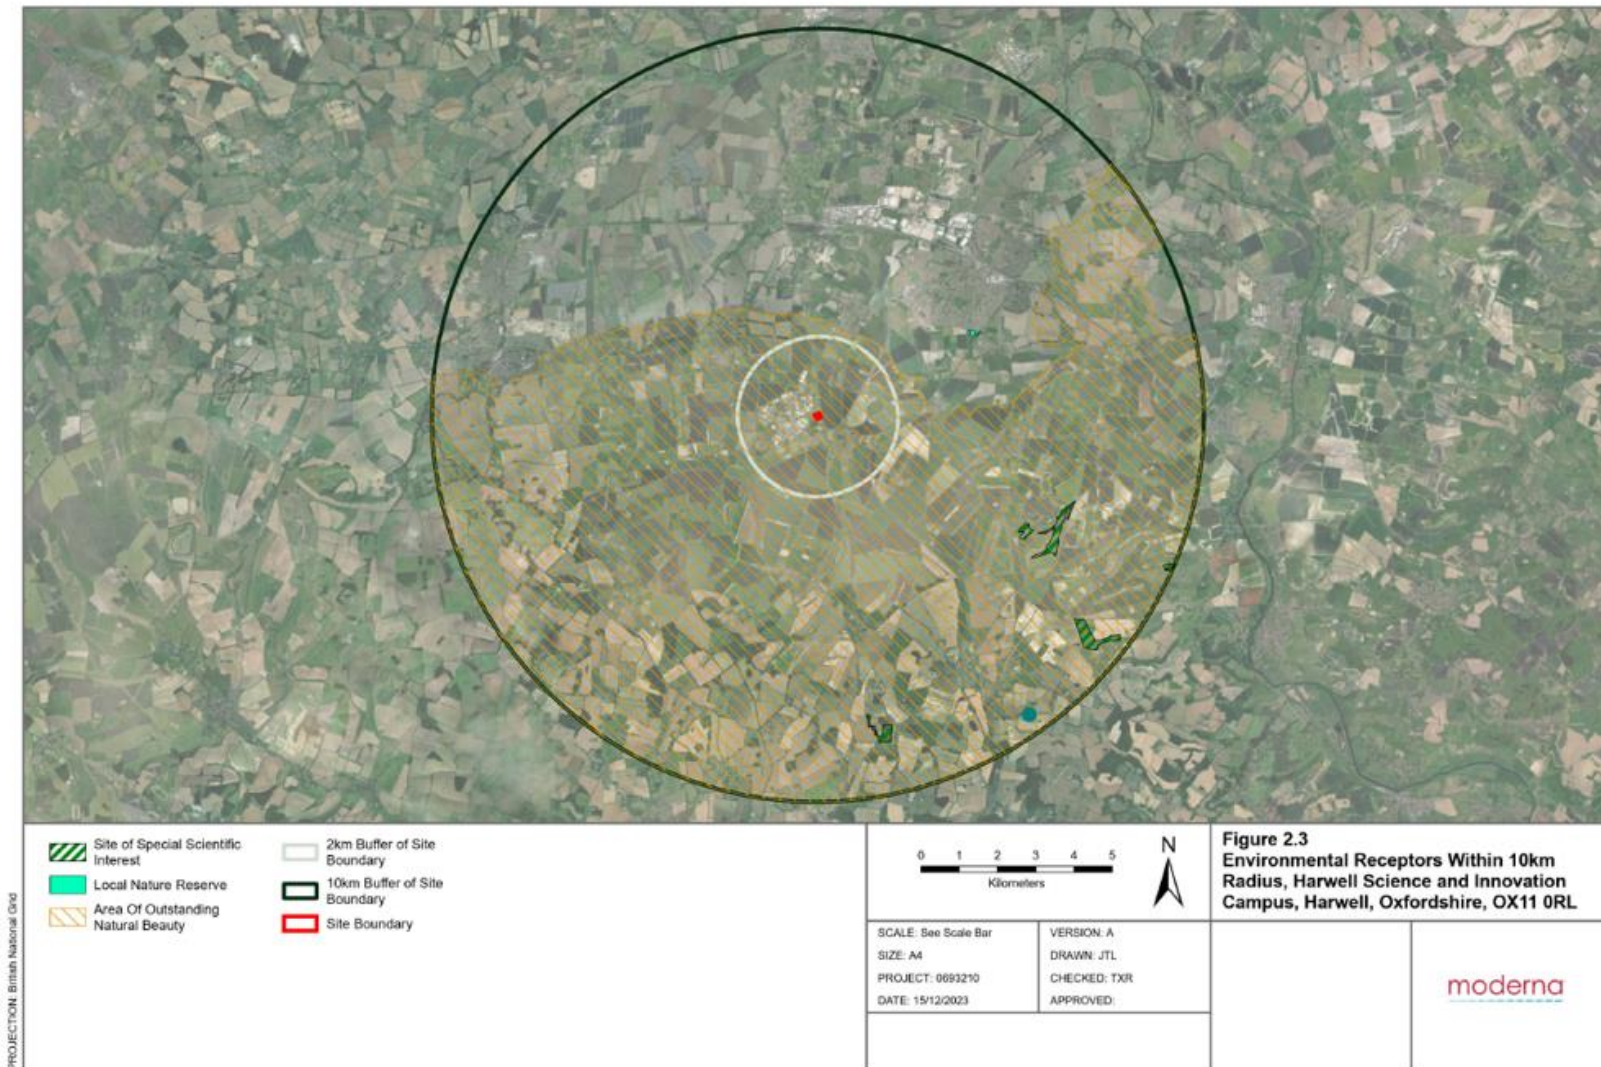 PROJECTION: British National Grid
Site of Special Scientific
Interest
Local Nature Reserve
Area Of Outstanding
Natural Beauty
2km Buffer of Site
Boundary
10km Buffer of Site
Boundary
Site Boundary
0 1 2 3 4 5
Kilometers
N
Figure 2.3
Environmental Receptors Within 10km
Radius, Harwell Science and Innovation
Campus, Harwell, Oxfordshire, OX11 0RL
SCALE: See Scale Bar
SIZE: A4
PROJECT: 0693210
DATE: 15/12/2023
VERSION: A
DRAWN: JTL
CHECKED: TXR
APPROVED:
moderna